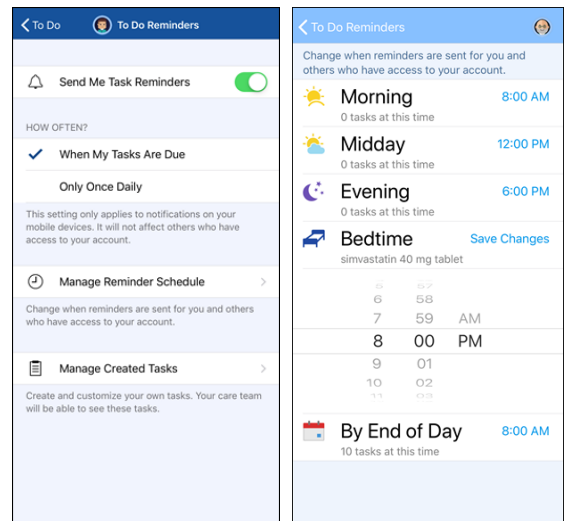 To Do
To Do Reminders
Send Me Task Reminders
HOW OFTEN?
When My Tasks Are Due
Only Once Daily
This setting only applies to notifications on your
mobile devices. It will not affect others who have
access to your account.
Manage Reminder Schedule
Change when reminders are sent for you and others
who have access to your account.
Manage Created Tasks
Create and customize your own tasks. Your care team
will be able to see these tasks.
To Do Reminders
Change when reminders are sent for you and
others who have access to your account.
Morning 8:00 AM
0 tasks at this time
Midday 12:00 PM
0 tasks at this time
Evening 6:00 PM
0 tasks at this time
Bedtime Save Changes
simvastatin 40 mg tablet
5 57
6 58
7 59 AM
8 00 PM
9 01
10 02
11 03
By End of Day 8:00 AM
10 tasks at this time